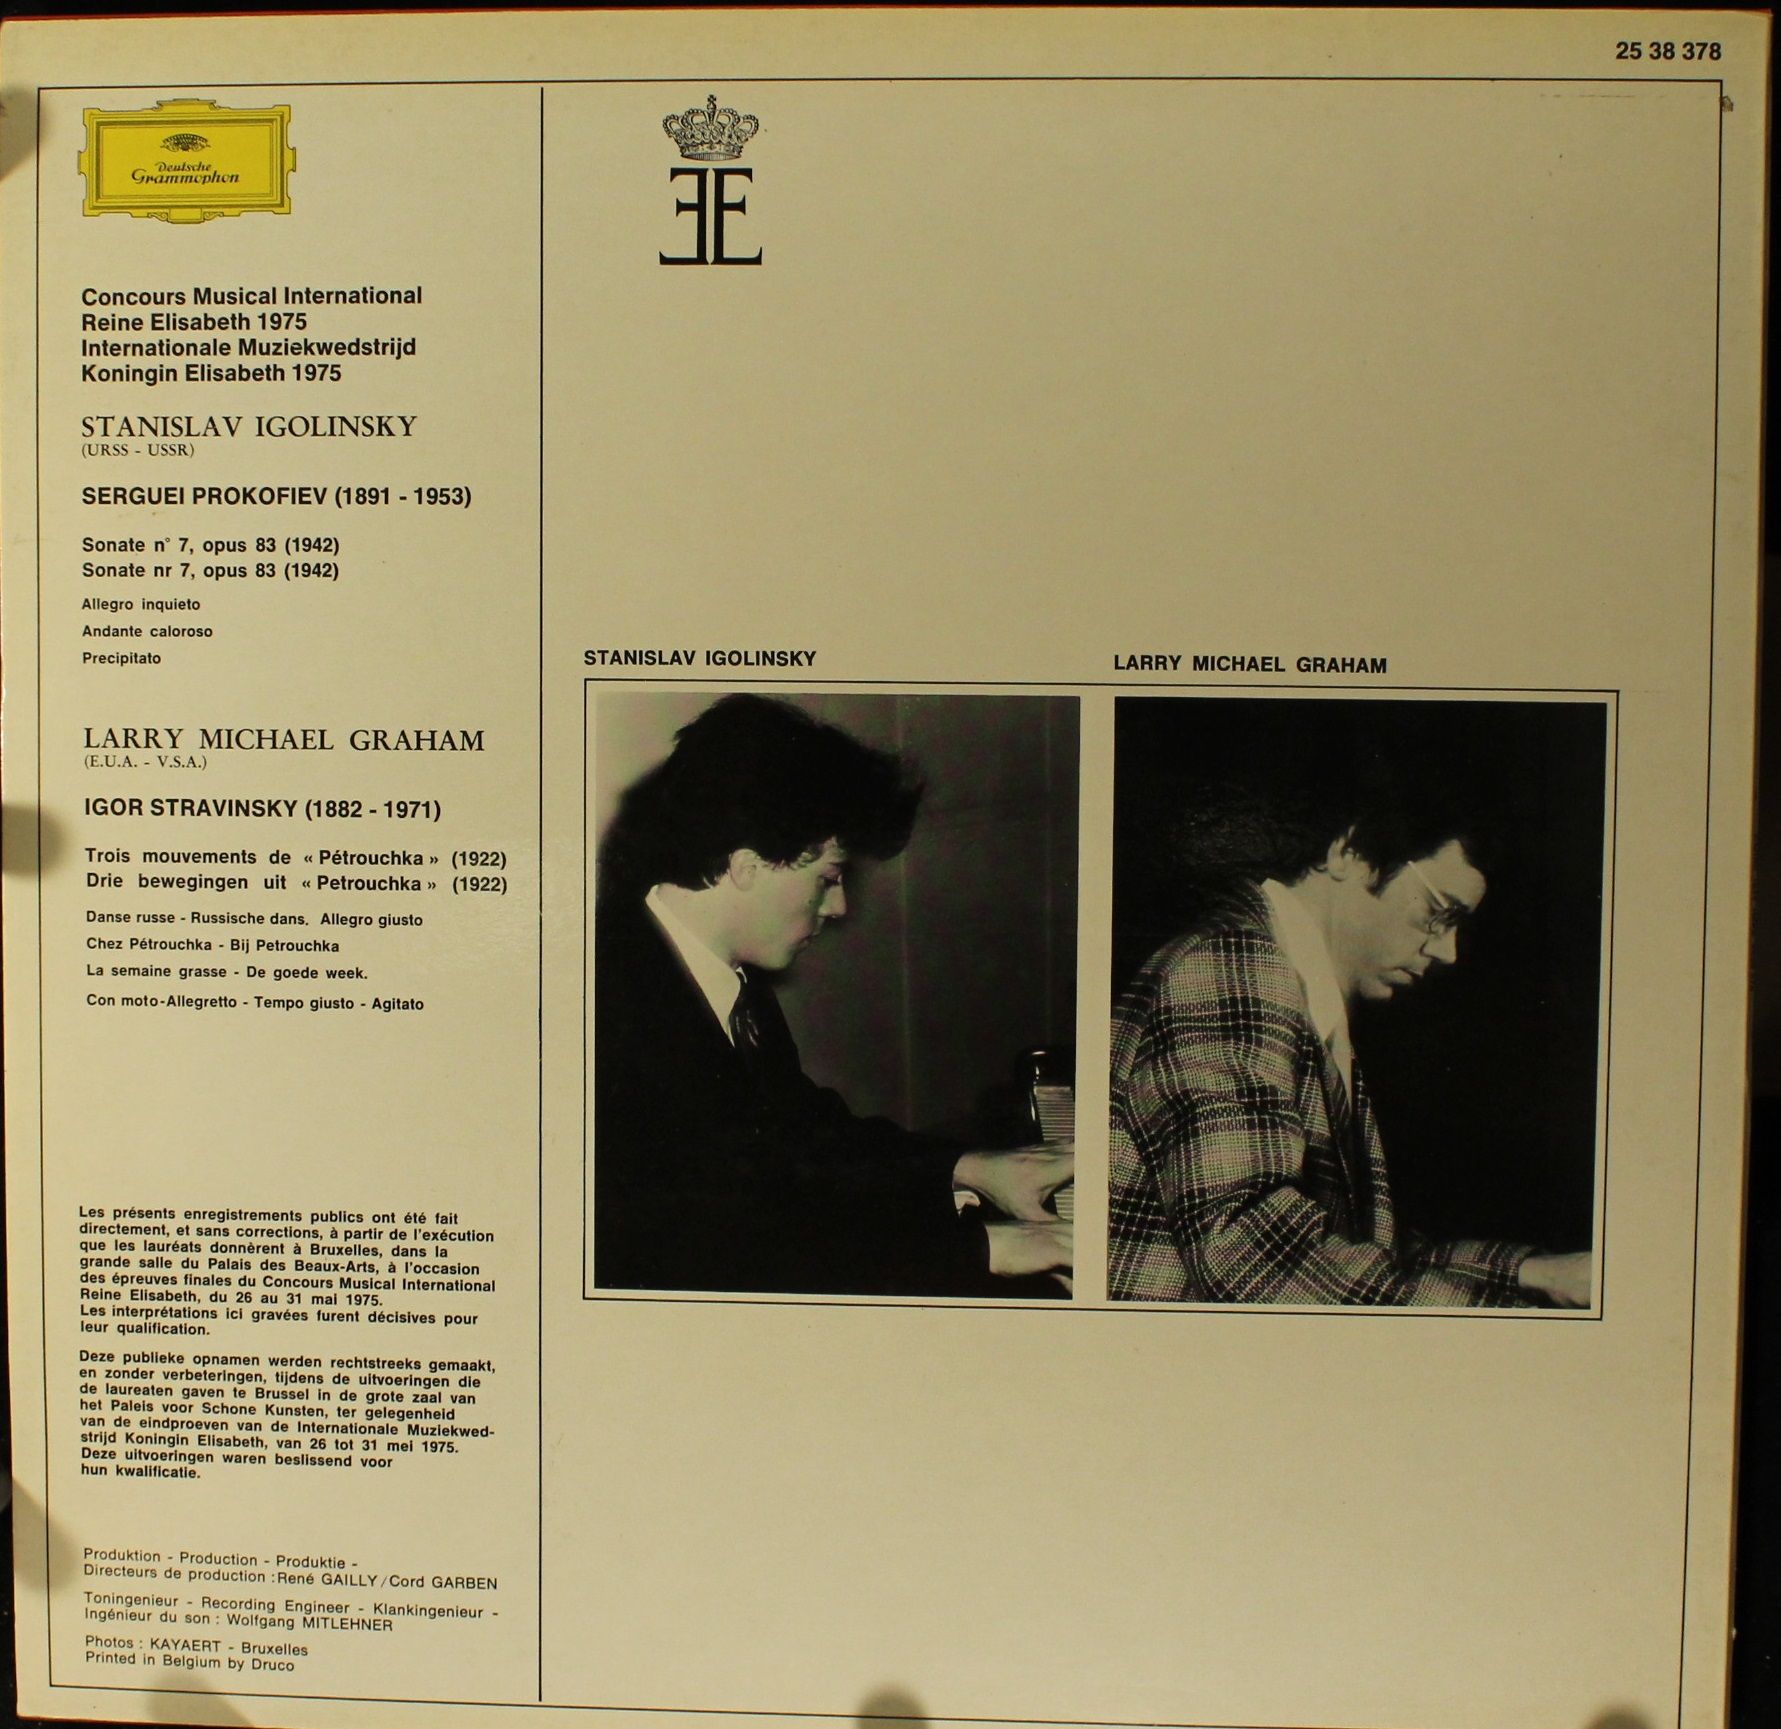 25 38 378
Deutsche
Grammophon
Concours Musical International
Reine Elisabeth 1975
Internationale Muziekwedstrijd
Koningin Elisabeth 1975
STANISLAV IGOLINSKY
(URSS - USSR)
SERGUEI PROKOFIEV (1891 - 1953)
Sonate n° 7, opus 83 (1942)
Sonate nr 7, opus 83 (1942)
Allegro inquieto
Andante caloroso
Precipitato
LARRY MICHAEL GRAHAM
(E.U.A. - V.S.A.)
IGOR STRAVINSKY (1882 - 1971)
Trois mouvements de « Pétrouchka » (1922)
Drie bewegingen uit « Petrouchka » (1922)
Danse russe - Russische dans. Allegro giusto
Chez Pétrouchka - Bij Petrouchka
La semaine grasse - De goede week.
Con moto-Allegretto - Tempo giusto - Agitato
Les présents enregistrements publics ont été fait
directement, et sans corrections, à partir de l'exécution
que les lauréats donnèrent à Bruxelles, dans la
grande salle du Palais des Beaux-Arts, à l'occasion
des épreuves finales du Concours Musical International
Reine Elisabeth, du 26 au 31 mai 1975.
Les interprétations ici gravées furent décisives pour
leur qualification.
Deze publieke opnamen werden rechtstreeks gemaakt,
en zonder verbeteringen, tijdens de uitvoeringen die
de laureaten gaven te Brussel in de grote zaal van
het Paleis voor Schone Kunsten, ter gelegenheid
van de eindproeven van de Internationale Muziekwed-
strijd Koningin Elisabeth, van 26 tot 31 mei 1975.
Deze uitvoeringen waren beslissend voor
hun kwalificatie.
Produktion - Production - Produktie -
Directeurs de production : René GAILLY / Cord GARBEN
Toningenieur - Recording Engineer - Klankingenieur -
Ingénieur du son : Wolfgang MITLEHNER
Photos : KAYAERT - Bruxelles
Printed in Belgium by Druco
EE
STANISLAV IGOLINSKY
LARRY MICHAEL GRAHAM